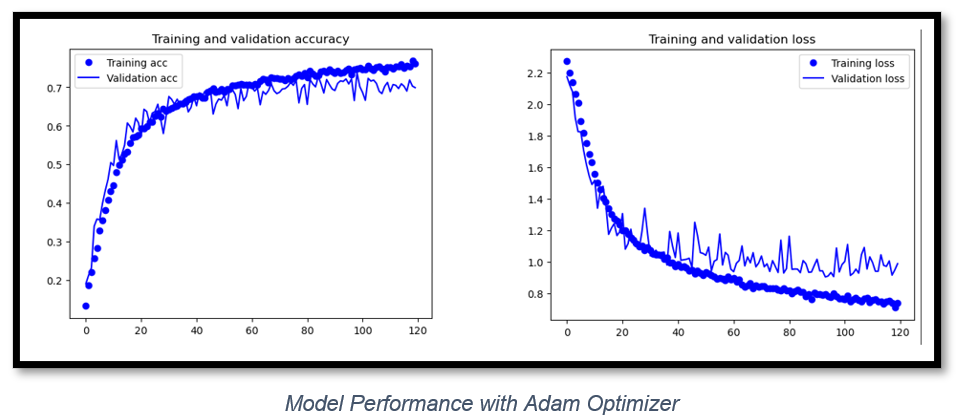 Training and validation accuracy
Training acc
Validation acc
0.7
0.6
0.5
0.4
0.3
0.2
0 20 40 60 80 100 120
Training and validation loss
Training loss
Validation loss
2.2
2.0
1.8
1.6
1.4
1.2
1.0
0.8
0 20 40 60 80 100 120
Model Performance with Adam Optimizer